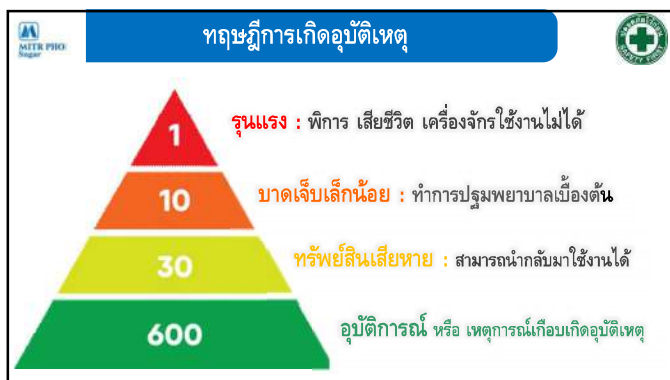 ทฤษฎีการเกิดอุบัติเหตุ
MITR PHO
Sugar
SAFETY FIRST
1
รุนแรง : พิการ เสียชีวิต เครื่องจักรใช้งานไม่ได้
10
บาดเจ็บเล็กน้อย : ทำการปฐมพยาบาลเบื้องต้น
30
ทรัพย์สินเสียหาย : สามารถนำกลับมาใช้งานได้
600
อุบัติการณ์ หรือ เหตุการณ์เกือบเกิดอุบัติเหตุ